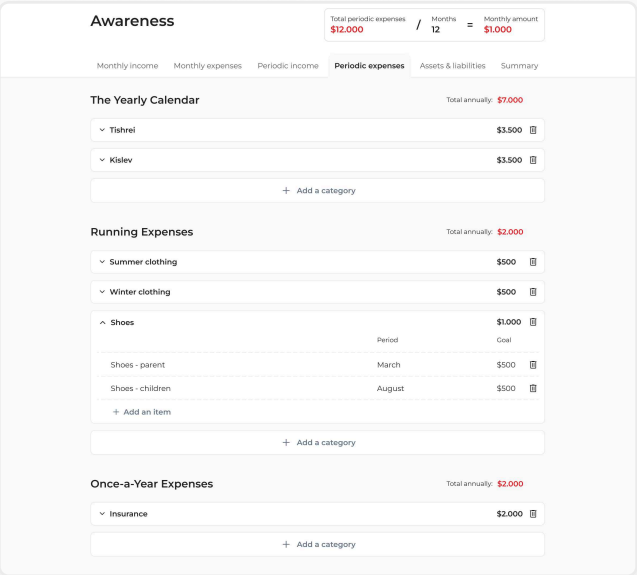 Awareness
Total periodic expenses / Months = Monthly amount
$12.000 12 $1.000
Monthly income Monthly expenses Periodic income Periodic expenses Assets & liabilities Summary
The Yearly Calendar Total annually: $7.000
Tishrei $3.500
Kislev $3.500
+ Add a category
Running Expenses Total annually: $2.000
Summer clothing $500
Winter clothing $500
Shoes $1.000
Period Goal
Shoes - parent March $500
Shoes - children August $500
+ Add an item
+ Add a category
Once-a-Year Expenses Total annually: $2.000
Insurance $2.000
+ Add a category